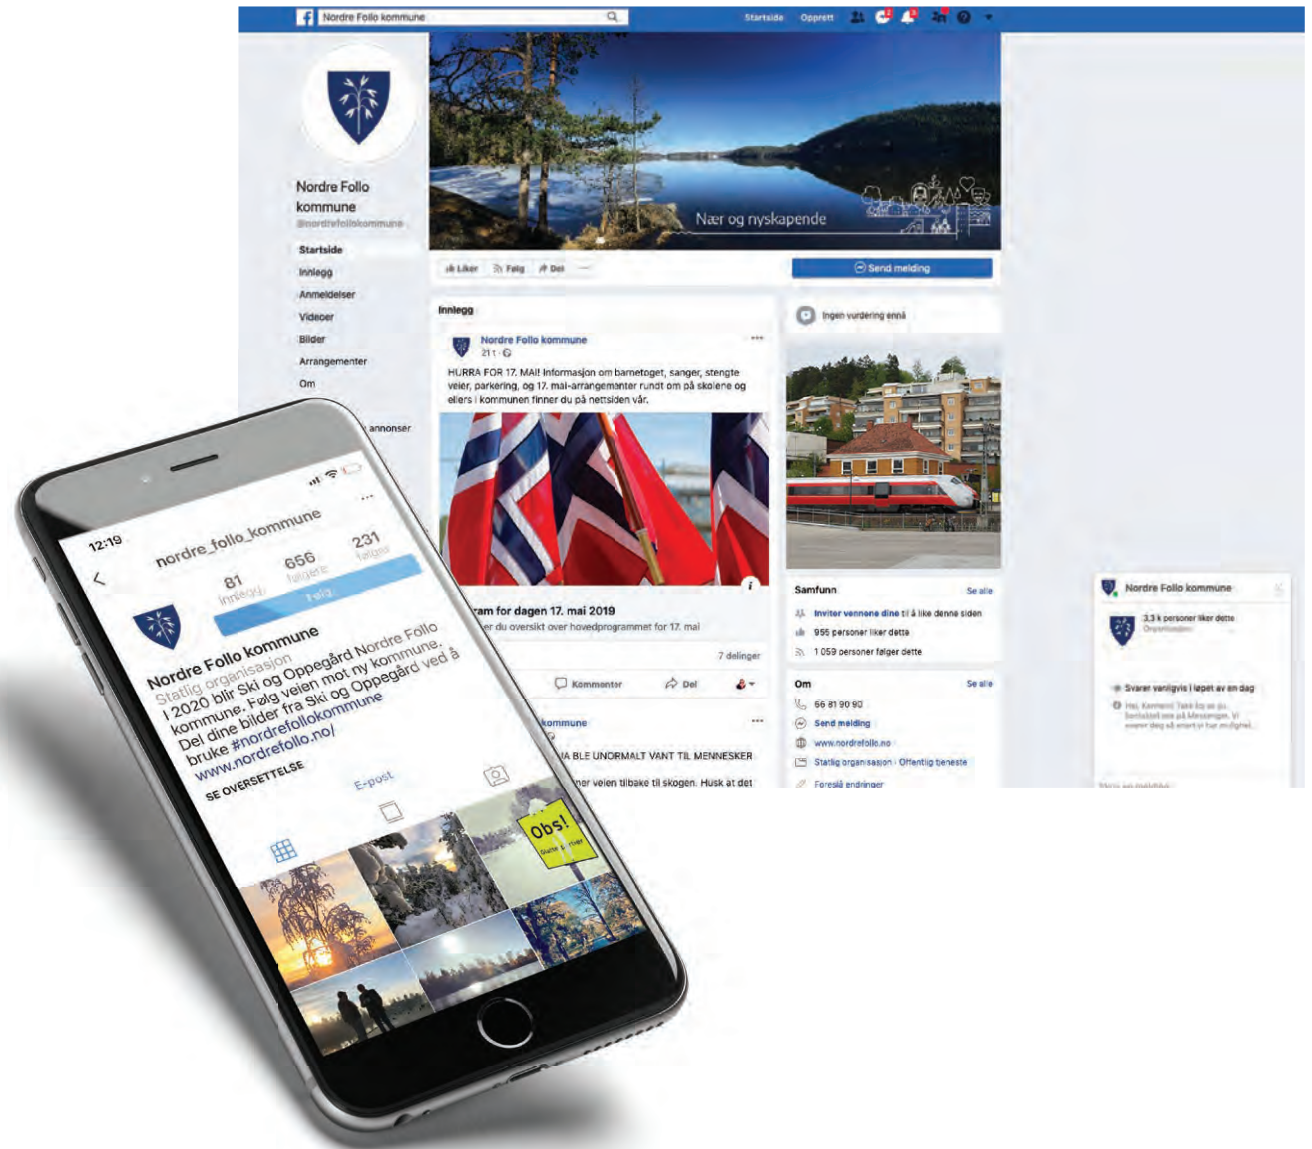 Nordre Follo kommune
Startside
Opprett
Nordre Follo
kommune
@nordrefollokommune
Startside
Innlegg
Anmeldelser
Videoer
Bilder
Arrangementer
Om
annonser
Nær og nyskapende
Liker
Følg
Del
Send melding
Innlegg
Nordre Follo kommune
21 t
HURRA FOR 17. MAI! Informasjon om barnetoget, sanger, stengte
veier, parkering, og 17. mai-arrangementer rundt om på skolene og
ellers i kommunen finner du på nettsiden vår.
ram for dagen 17. mai 2019
er du oversikt over hovedprogrammet for 17. mai
7 delinger
Kommenter
Del
kommune
BLE UNORMALT VANT TIL MENNESKER
ner veien tilbake til skogen. Husk at det
Ingen vurdering ennå
Samfunn
Se alle
Inviter vennene dine til å like denne siden
955 personer liker dette
1 059 personer følger dette
Om
Se alle
66 81 90 90
Send melding
www.nordrefollo.no
Statlig organisasjon · Offentlig tjeneste
Foreslå endringer
Nordre Follo kommune
3,3 k personer liker dette
Organisasjon
Svarer vanligvis i løpet av en dag
12:19
nordre_follo_kommune
81
innlegg
656
følgere
231
følger
Følg
Nordre Follo kommune
Statlig organisasjon
I 2020 blir Ski og Oppegård Nordre Follo
kommune. Følg veien mot ny kommune.
Del dine bilder fra Ski og Oppegård ved å
bruke #nordrefollokommune
www.nordrefollo.no/
SE OVERSETTELSE
E-post
Obs!